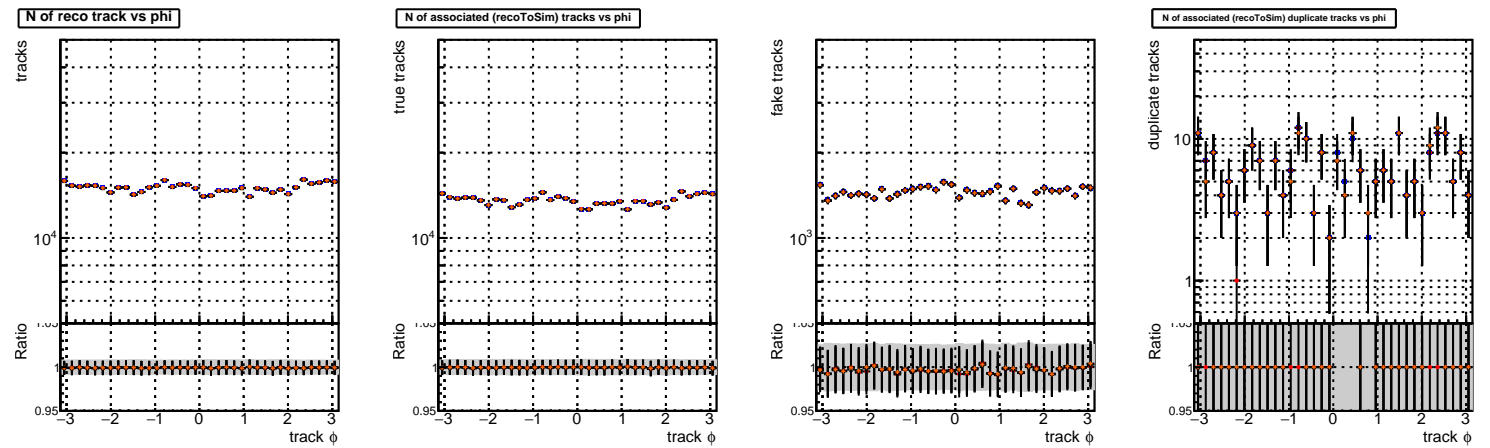 N of reco track vs phi
tracks
10⁴
Ratio
1
0.95
−3 −2 −1 0 1 2 3
track ϕ
N of associated (recoToSim) tracks vs phi
true tracks
10⁴
Ratio
1
0.95
−3 −2 −1 0 1 2 3
track ϕ
fake tracks
10³
Ratio
1
0.95
−3 −2 −1 0 1 2 3
track ϕ
N of associated (recoToSim) duplicate tracks vs phi
duplicate tracks
10
1
Ratio
1
0.95
−3 −2 −1 0 1 2 3
track ϕ